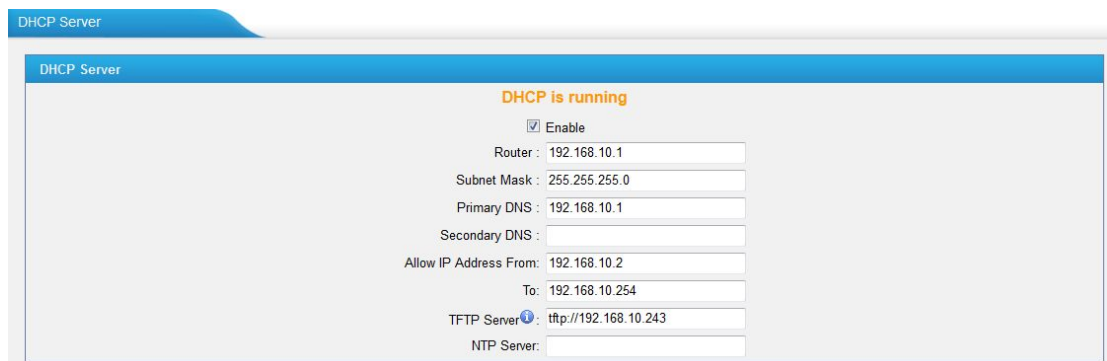 DHCP Server
DHCP Server
DHCP is running
Enable
Router : 192.168.10.1
Subnet Mask : 255.255.255.0
Primary DNS : 192.168.10.1
Secondary DNS :
Allow IP Address From: 192.168.10.2
To: 192.168.10.254
TFTP Server i : tftp://192.168.10.243
NTP Server: